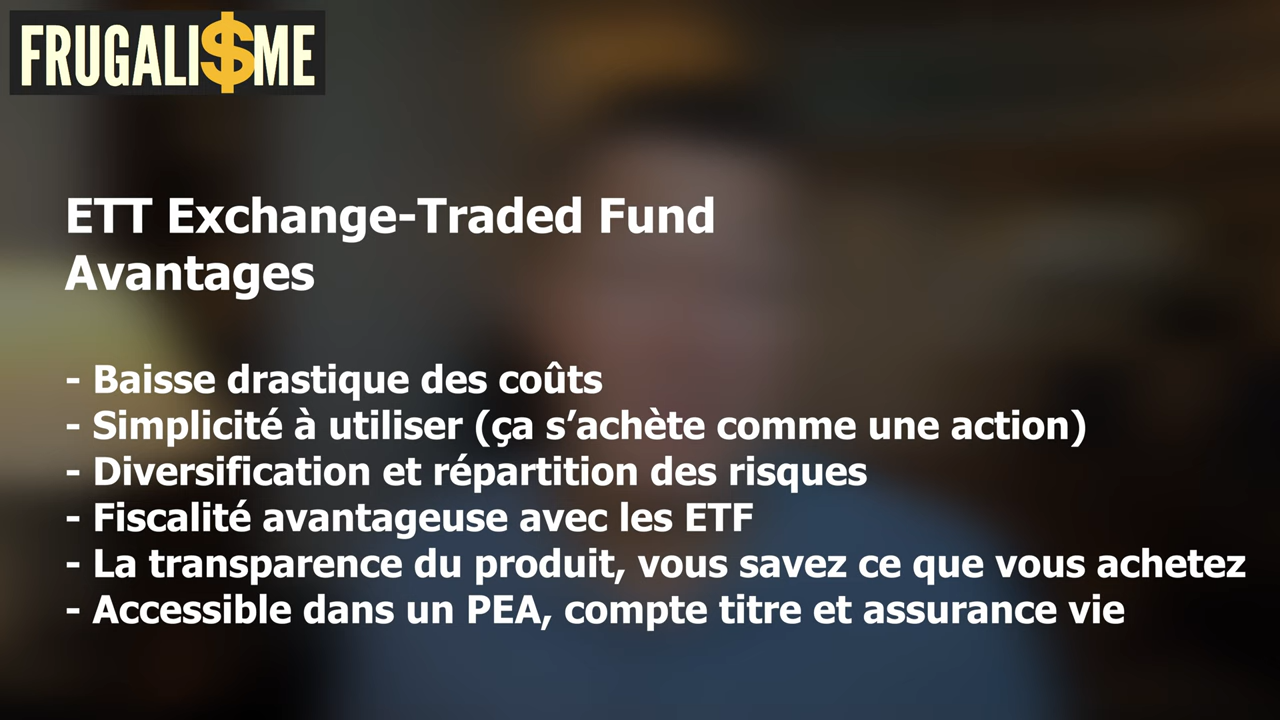 FRUGALI$ME
ETT Exchange-Traded Fund
Avantages
- Baisse drastique des coûts
- Simplicité à utiliser (ça s’achète comme une action)
- Diversification et répartition des risques
- Fiscalité avantageuse avec les ETF
- La transparence du produit, vous savez ce que vous achetez
- Accessible dans un PEA, compte titre et assurance vie